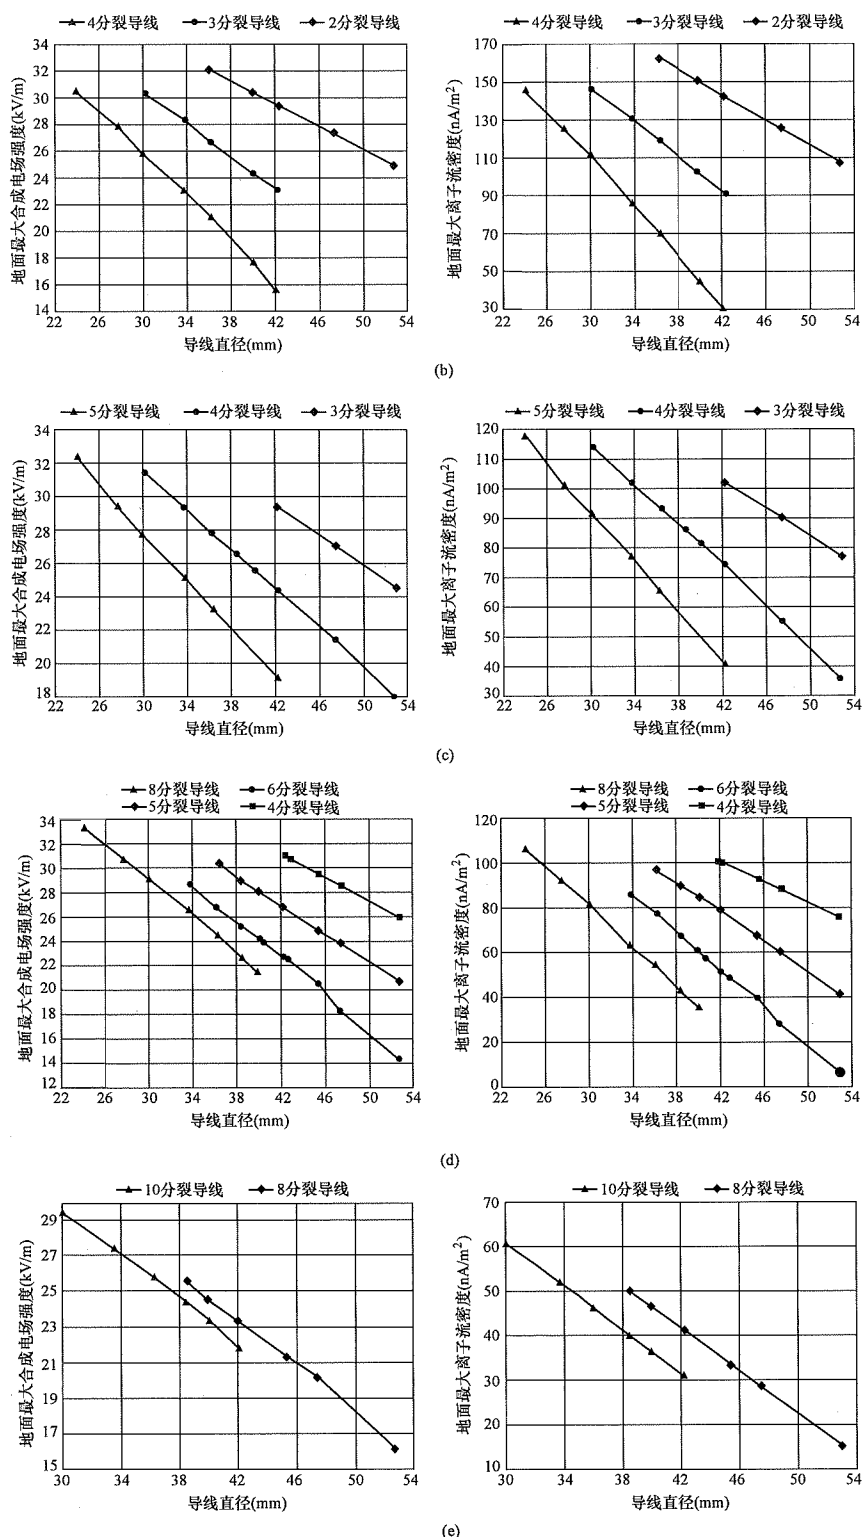 4分裂导线 3分裂导线 2分裂导线
地面最大合成电场强度(kV/m)
34
32
30
28
26
24
22
20
18
16
14
22 26 30 34 38 42 46 50 54
导线直径(mm)
4分裂导线 3分裂导线 2分裂导线
地面最大离子流密度(nA/m²)
170
150
130
110
90
70
50
30
22 26 30 34 38 42 46 50 54
导线直径(mm)
(b)
5分裂导线 4分裂导线 3分裂导线
地面最大合成电场强度(kV/m)
34
32
30
28
26
24
22
20
18
22 26 30 34 38 42 46 50 54
导线直径(mm)
5分裂导线 4分裂导线 3分裂导线
地面最大离子流密度(nA/m²)
120
110
100
90
80
70
60
50
40
30
22 26 30 34 38 42 46 50 54
导线直径(mm)
(c)
8分裂导线 6分裂导线
5分裂导线 4分裂导线
地面最大合成电场强度(kV/m)
34
32
30
28
26
24
22
20
18
16
14
12
22 26 30 34 38 42 46 50 54
导线直径(mm)
8分裂导线 6分裂导线
5分裂导线 4分裂导线
地面最大离子流密度(nA/m²)
120
100
80
60
40
20
0
22 26 30 34 38 42 46 50 54
导线直径(mm)
(d)
10分裂导线 8分裂导线
地面最大合成电场强度(kV/m)
29
27
25
23
21
19
17
15
30 34 38 42 46 50 54
导线直径(mm)
10分裂导线 8分裂导线
地面最大离子流密度(nA/m²)
70
60
50
40
30
20
10
30 34 38 42 46 50 54
导线直径(mm)
(e)